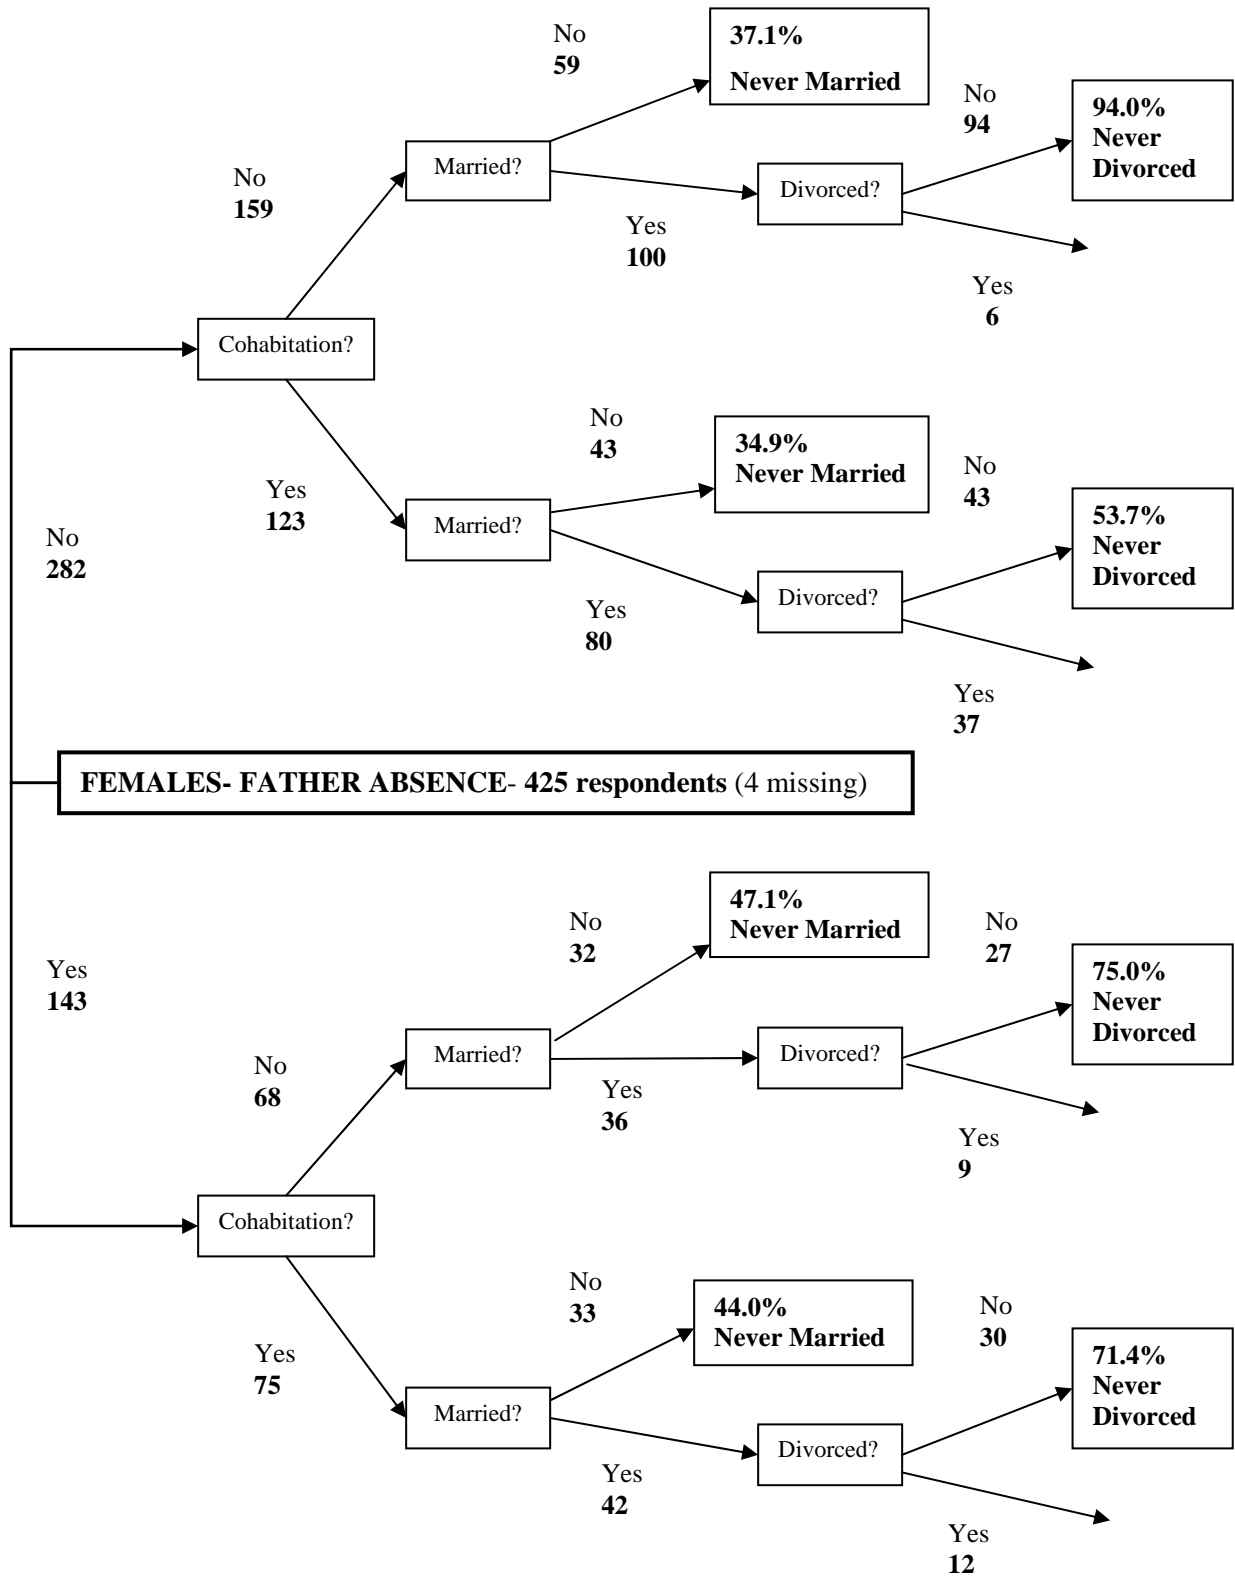 No
59
37.1%
Never Married
No
94
94.0%
Never
Divorced
Married?
No
159
Divorced?
Yes
100
Yes
6
Cohabitation?
No
43
34.9%
Never Married
No
43
Yes
123
Married?
53.7%
Never
Divorced
No
282
Divorced?
Yes
80
Yes
37
FEMALES- FATHER ABSENCE- 425 respondents (4 missing)
Yes
143
No
32
47.1%
Never Married
No
27
75.0%
Never
Divorced
Married?
Divorced?
No
68
Yes
36
Yes
9
Cohabitation?
No
33
44.0%
Never Married
No
30
Yes
75
71.4%
Never
Divorced
Married?
Divorced?
Yes
42
Yes
12